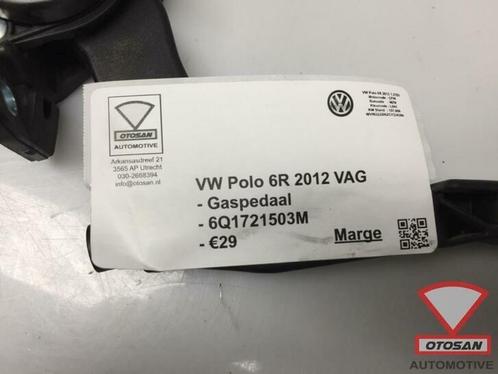 OTOSAN
AUTOMOTIVE
Arkansasdreef 21
3565 AP Utrecht
030-2668394
info@otosan.nl
VW Polo 6R 2012 VAG
- Gaspedaal
- 6Q1721503M
- €29
Marge
OTOSAN
AUTOMOTIVE